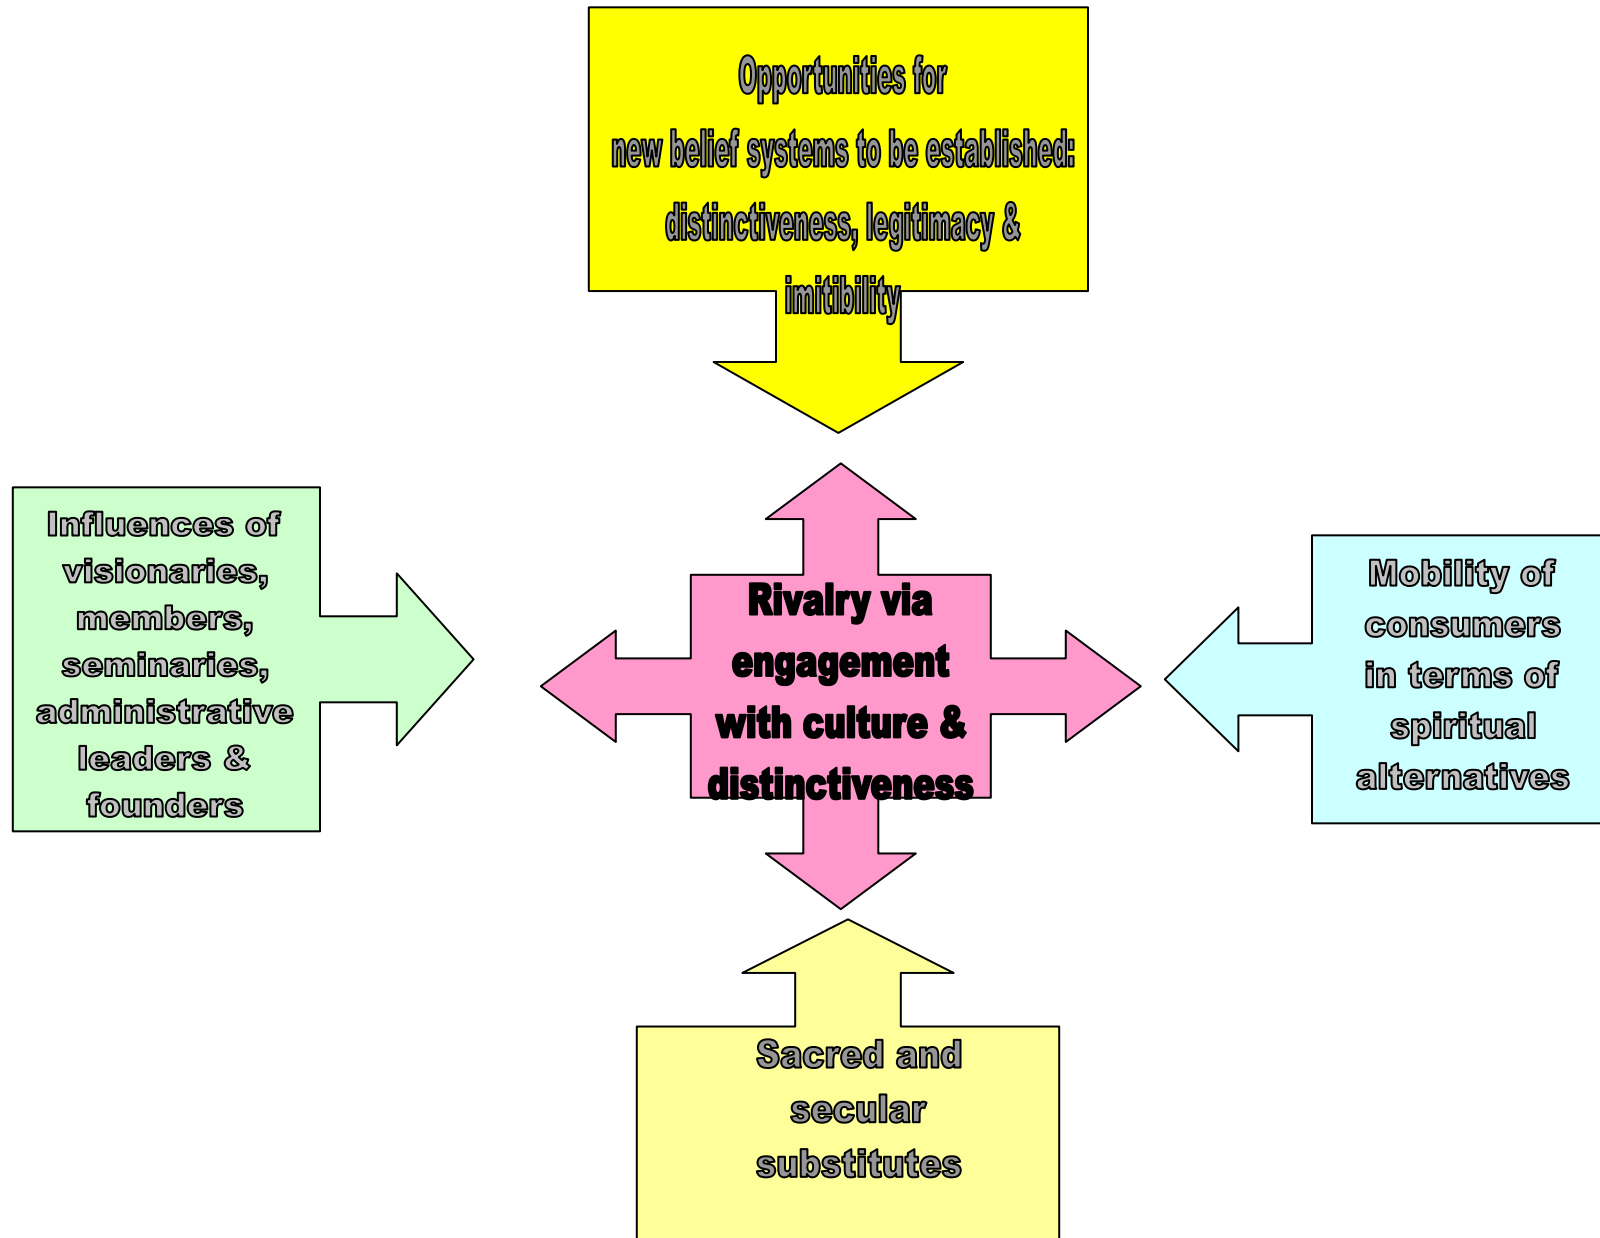 Opportunities for
new belief systems to be established:
distinctiveness, legitimacy &
imitibility
Influences of
visionaries,
members,
seminaries,
administrative
leaders &
founders
Rivalry via
engagement
with culture &
distinctiveness
Mobility of
consumers
in terms of
spiritual
alternatives
Sacred and
secular
substitutes